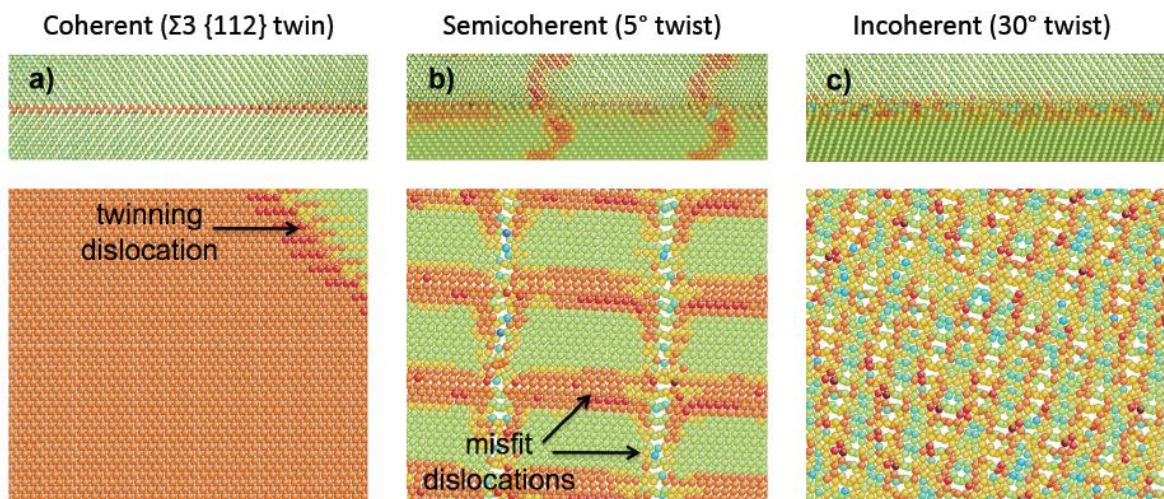 Coherent (Σ3 {112} twin)
Semicoherent (5° twist)
Incoherent (30° twist)
a)
b)
c)
twinning
dislocation
misfit
dislocations